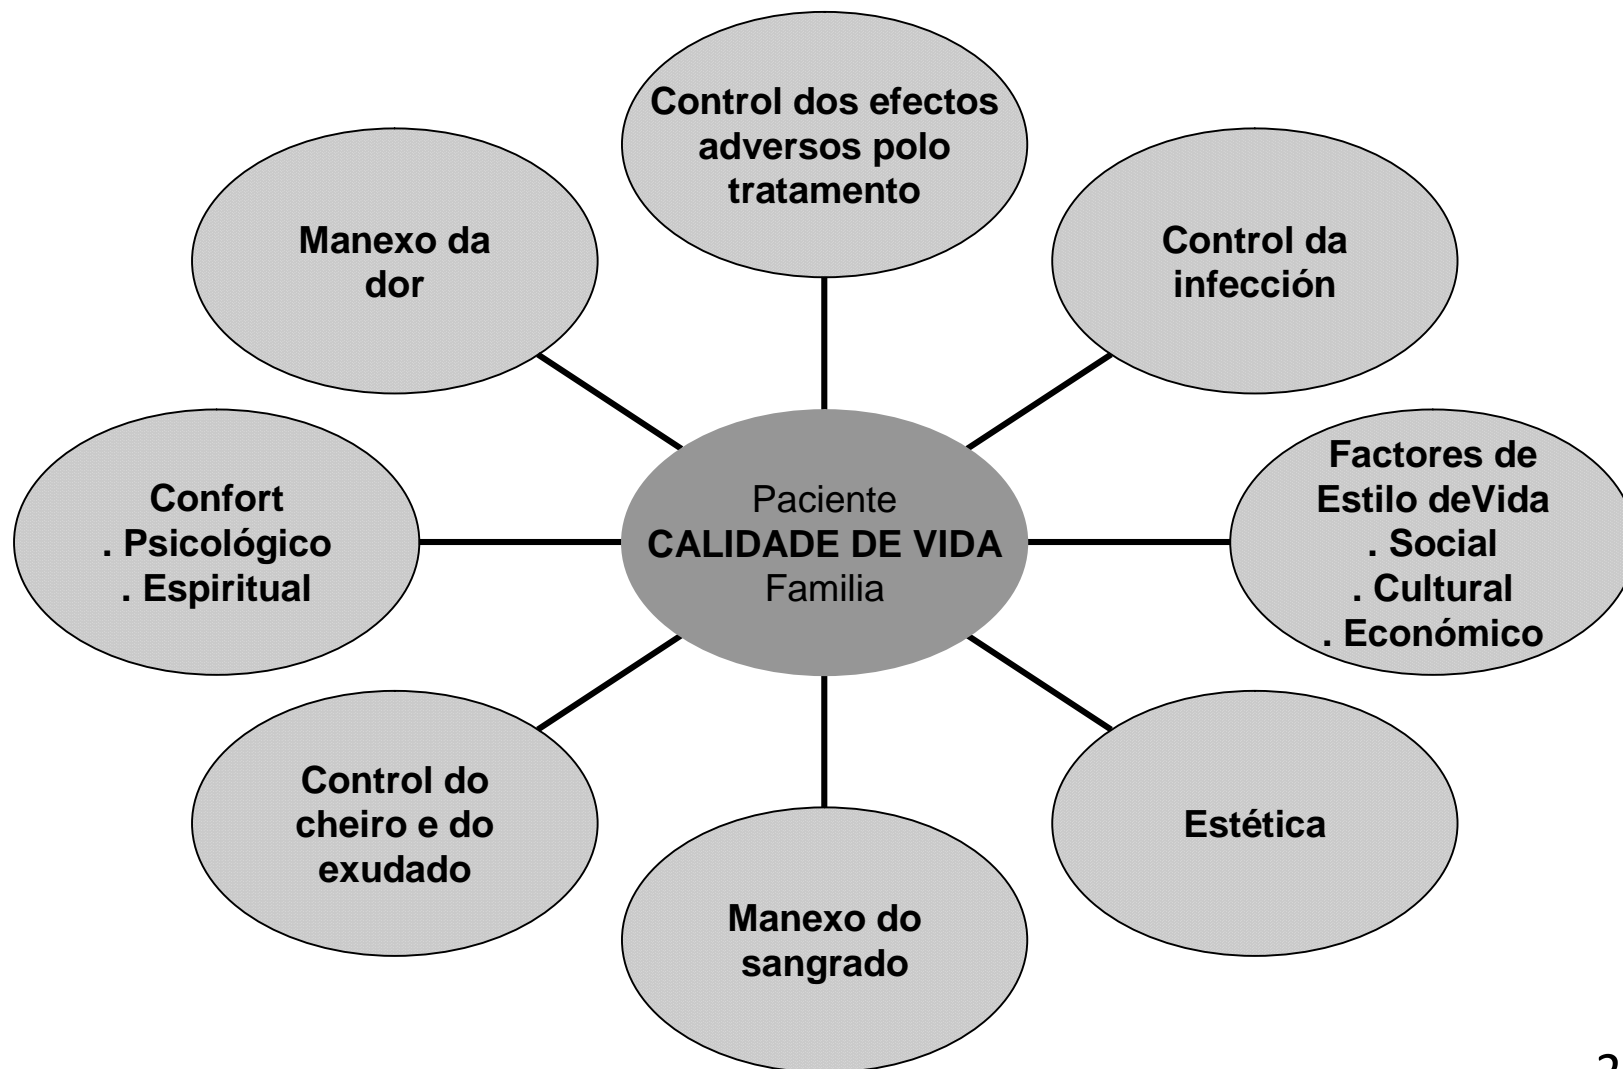 Control dos efectos
adversos polo
tratamento
Manexo da
dor
Control da
infección
Confort
. Psicológico
. Espiritual
Paciente
CALIDADE DE VIDA
Familia
Factores de
Estilo deVida
. Social
. Cultural
. Económico
Control do
cheiro e do
exudado
Estética
Manexo do
sangrado
2